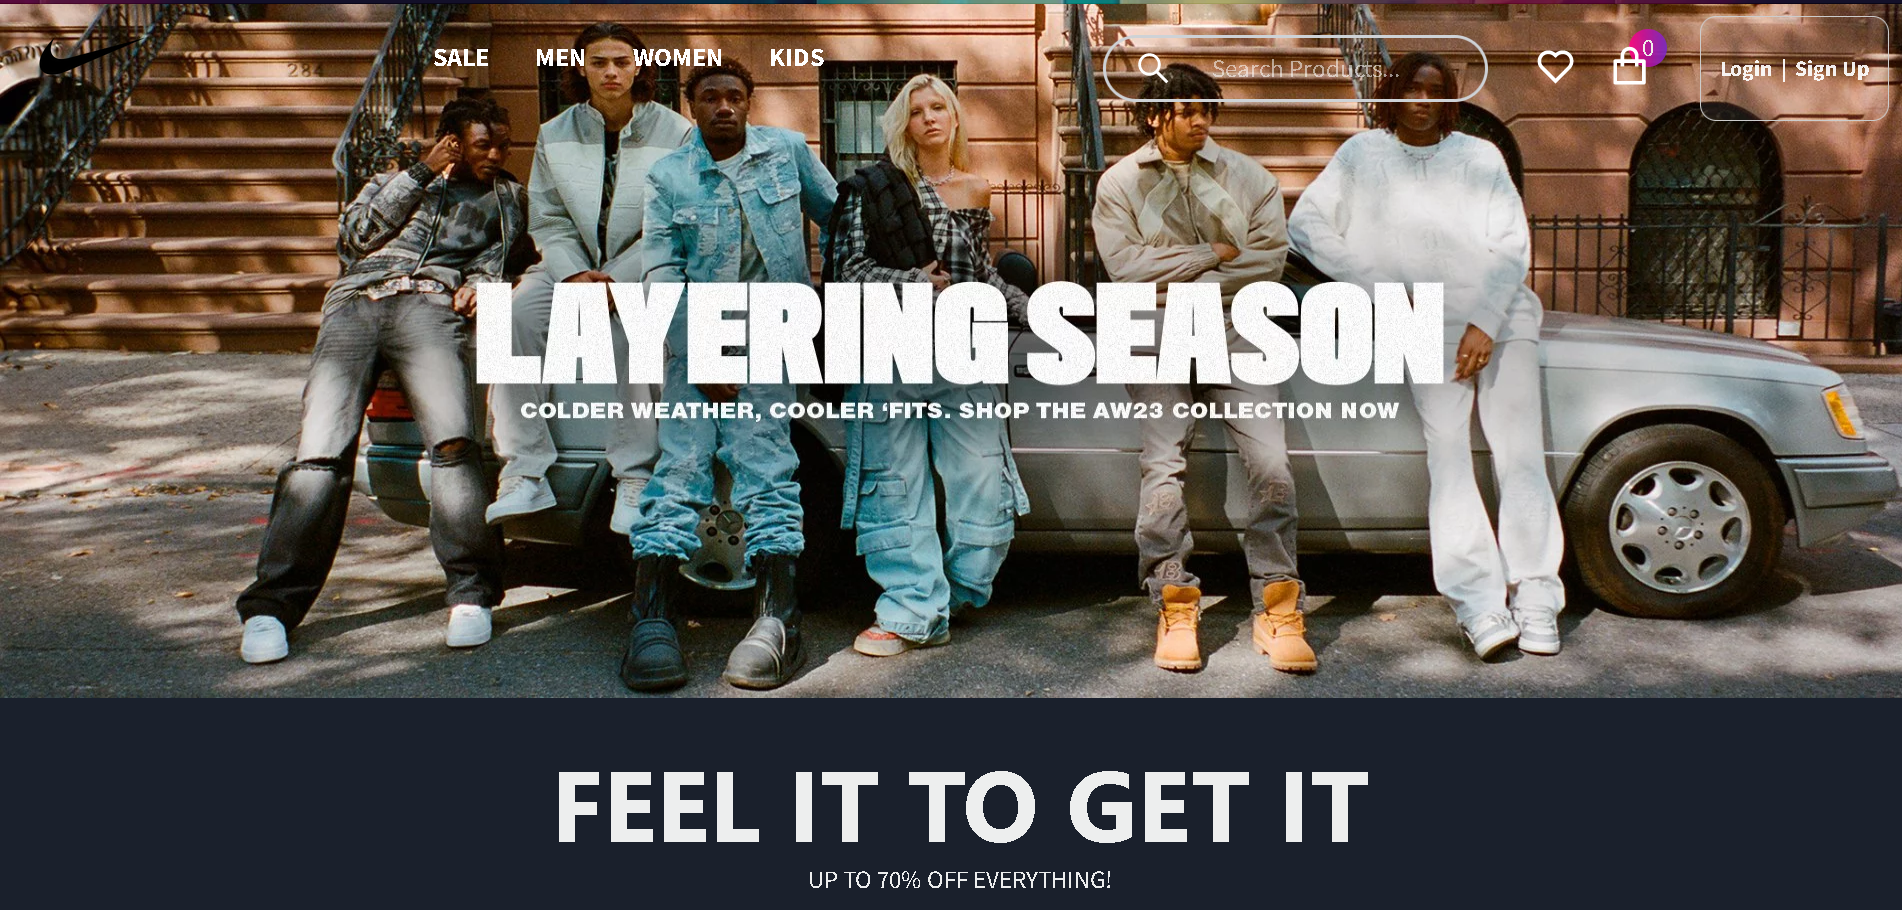 SALE MEN WOMEN KIDS Search Products... 0 Login | Sign Up
284
LAYERING SEASON
COLDER WEATHER, COOLER ‘FITS. SHOP THE AW23 COLLECTION NOW
FEEL IT TO GET IT
UP TO 70% OFF EVERYTHING!